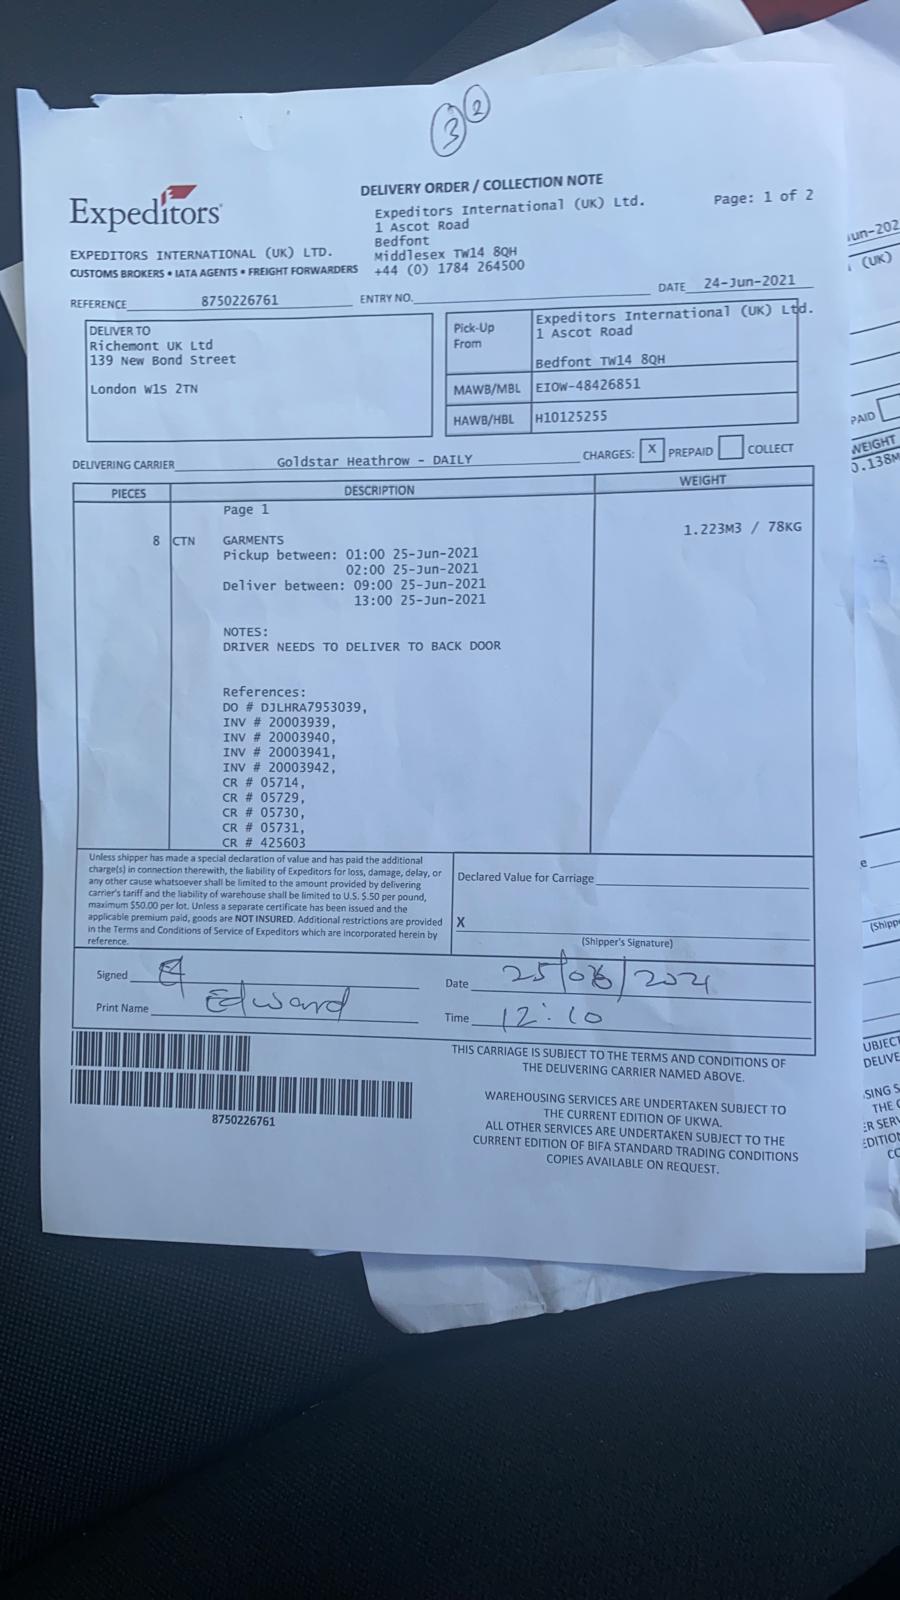 3 2
DELIVERY ORDER / COLLECTION NOTE
Expeditors
Expeditors International (UK) Ltd.
Page: 1 of 2
1 Ascot Road
Bedfont
Middlesex TW14 8QH
+44 (0) 1784 264500
EXPEDITORS INTERNATIONAL (UK) LTD.
CUSTOMS BROKERS • IATA AGENTS • FREIGHT FORWARDERS
REFERENCE 8750226761 ENTRY NO. DATE 24-Jun-2021
DELIVER TO
Richemont UK Ltd
139 New Bond Street
London W1S 2TN
Pick-Up From
Expeditors International (UK) Ltd.
1 Ascot Road
Bedfont TW14 8QH
MAWB/MBL EIOW-48426851
HAWB/HBL H10125255
DELIVERING CARRIER Goldstar Heathrow - DAILY CHARGES: X PREPAID COLLECT
PIECES DESCRIPTION WEIGHT
Page 1
8 CTN GARMENTS 1.223M3 / 78KG
Pickup between: 01:00 25-Jun-2021
02:00 25-Jun-2021
Deliver between: 09:00 25-Jun-2021
13:00 25-Jun-2021
NOTES:
DRIVER NEEDS TO DELIVER TO BACK DOOR
References:
DO # DJLHRA7953039,
INV # 20003939,
INV # 20003940,
INV # 20003941,
INV # 20003942,
CR # 05714,
CR # 05729,
CR # 05730,
CR # 05731,
CR # 425603
Unless shipper has made a special declaration of value and has paid the additional
charge(s) in connection therewith, the liability of Expeditors for loss, damage, delay, or
any other cause whatsoever shall be limited to the amount provided by delivering
carrier's tariff and the liability of warehouse shall be limited to U.S. $.50 per pound,
maximum $50.00 per lot. Unless a separate certificate has been issued and the
applicable premium paid, goods are NOT INSURED. Additional restrictions are provided
in the Terms and Conditions of Service of Expeditors which are incorporated herein by
reference.
Declared Value for Carriage
X
(Shipper's Signature)
Signed
Date 25/06/2021
Print Name Edward
Time 12:10
8750226761
THIS CARRIAGE IS SUBJECT TO THE TERMS AND CONDITIONS OF
THE DELIVERING CARRIER NAMED ABOVE.
WAREHOUSING SERVICES ARE UNDERTAKEN SUBJECT TO
THE CURRENT EDITION OF UKWA.
ALL OTHER SERVICES ARE UNDERTAKEN SUBJECT TO THE
CURRENT EDITION OF BIFA STANDARD TRADING CONDITIONS
COPIES AVAILABLE ON REQUEST.
(UK)
PAID
WEIGHT
0.138M